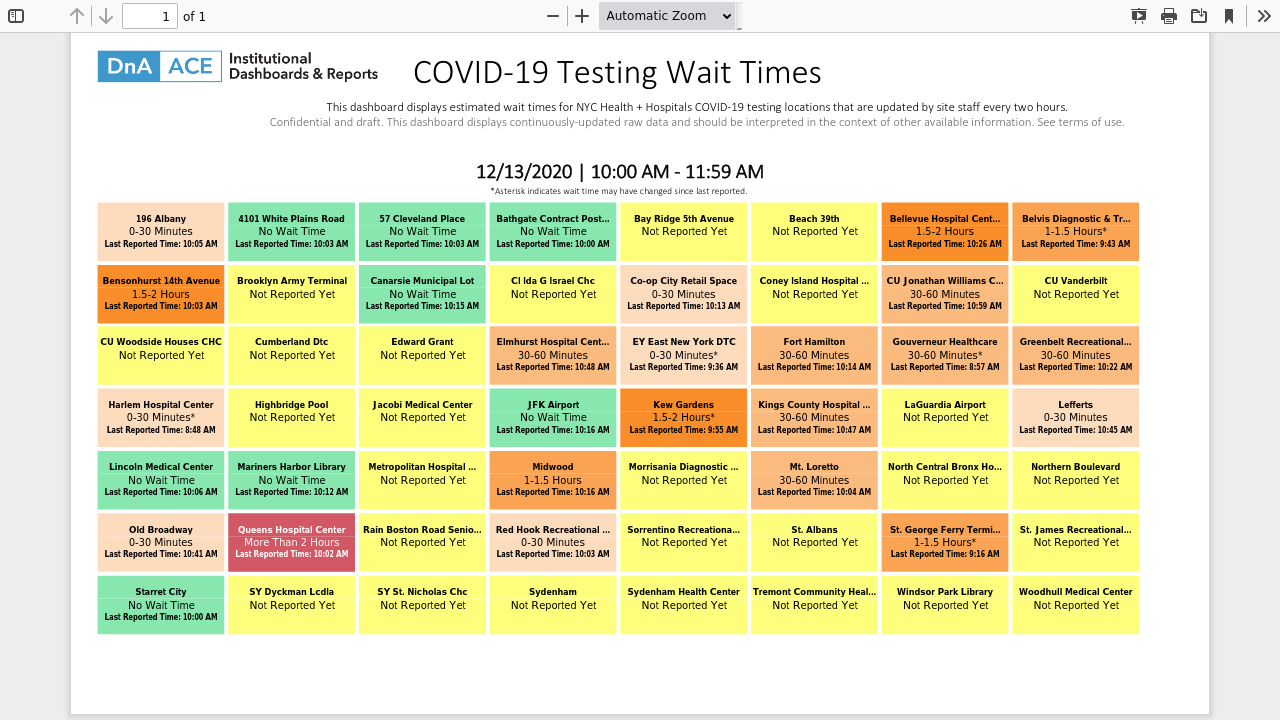 1 of 1 Automatic Zoom
DnA ACE Institutional
Dashboards & Reports
COVID-19 Testing Wait Times
This dashboard displays estimated wait times for NYC Health + Hospitals COVID-19 testing locations that are updated by site staff every two hours.
Confidential and draft. This dashboard displays continuously-updated raw data and should be interpreted in the context of other available information. See terms of use.
12/13/2020 | 10:00 AM - 11:59 AM
*Asterisk indicates wait time may have changed since last reported.
196 Albany
0-30 Minutes
Last Reported Time: 10:05 AM
4101 White Plains Road
No Wait Time
Last Reported Time: 10:03 AM
57 Cleveland Place
No Wait Time
Last Reported Time: 10:03 AM
Bathgate Contract Post...
No Wait Time
Last Reported Time: 10:00 AM
Bay Ridge 5th Avenue
Not Reported Yet
Beach 39th
Not Reported Yet
Bellevue Hospital Cent...
1.5-2 Hours
Last Reported Time: 10:26 AM
Belvis Diagnostic & Tr...
1-1.5 Hours*
Last Reported Time: 9:43 AM
Bensonhurst 14th Avenue
1.5-2 Hours
Last Reported Time: 10:03 AM
Brooklyn Army Terminal
Not Reported Yet
Canarsie Municipal Lot
No Wait Time
Last Reported Time: 10:15 AM
Cl Ida G Israel Chc
Not Reported Yet
Co-op City Retail Space
0-30 Minutes
Last Reported Time: 10:13 AM
Coney Island Hospital ...
Not Reported Yet
CU Jonathan Williams C...
30-60 Minutes
Last Reported Time: 10:59 AM
CU Vanderbilt
Not Reported Yet
CU Woodside Houses CHC
Not Reported Yet
Cumberland Dtc
Not Reported Yet
Edward Grant
Not Reported Yet
Elmhurst Hospital Cent...
30-60 Minutes
Last Reported Time: 10:48 AM
EY East New York DTC
0-30 Minutes*
Last Reported Time: 9:36 AM
Fort Hamilton
30-60 Minutes
Last Reported Time: 10:14 AM
Gouverneur Healthcare
30-60 Minutes*
Last Reported Time: 8:57 AM
Greenbelt Recreational...
30-60 Minutes
Last Reported Time: 10:22 AM
Harlem Hospital Center
0-30 Minutes*
Last Reported Time: 8:48 AM
Highbridge Pool
Not Reported Yet
Jacobi Medical Center
Not Reported Yet
JFK Airport
No Wait Time
Last Reported Time: 10:16 AM
Kew Gardens
1.5-2 Hours*
Last Reported Time: 9:55 AM
Kings County Hospital ...
30-60 Minutes
Last Reported Time: 10:47 AM
LaGuardia Airport
Not Reported Yet
Lefferts
0-30 Minutes
Last Reported Time: 10:45 AM
Lincoln Medical Center
No Wait Time
Last Reported Time: 10:06 AM
Mariners Harbor Library
No Wait Time
Last Reported Time: 10:12 AM
Metropolitan Hospital ...
Not Reported Yet
Midwood
1-1.5 Hours
Last Reported Time: 10:16 AM
Morrisania Diagnostic ...
Not Reported Yet
Mt. Loretto
30-60 Minutes
Last Reported Time: 10:04 AM
North Central Bronx Ho...
Not Reported Yet
Northern Boulevard
Not Reported Yet
Old Broadway
0-30 Minutes
Last Reported Time: 10:41 AM
Queens Hospital Center
More Than 2 Hours
Last Reported Time: 10:02 AM
Rain Boston Road Senio...
Not Reported Yet
Red Hook Recreational ...
0-30 Minutes
Last Reported Time: 10:03 AM
Sorrentino Recreationa...
Not Reported Yet
St. Albans
Not Reported Yet
St. George Ferry Termi...
1-1.5 Hours*
Last Reported Time: 9:16 AM
St. James Recreational...
Not Reported Yet
Starret City
No Wait Time
Last Reported Time: 10:00 AM
SY Dyckman Lcdla
Not Reported Yet
SY St. Nicholas Chc
Not Reported Yet
Sydenham
Not Reported Yet
Sydenham Health Center
Not Reported Yet
Tremont Community Heal...
Not Reported Yet
Windsor Park Library
Not Reported Yet
Woodhull Medical Center
Not Reported Yet